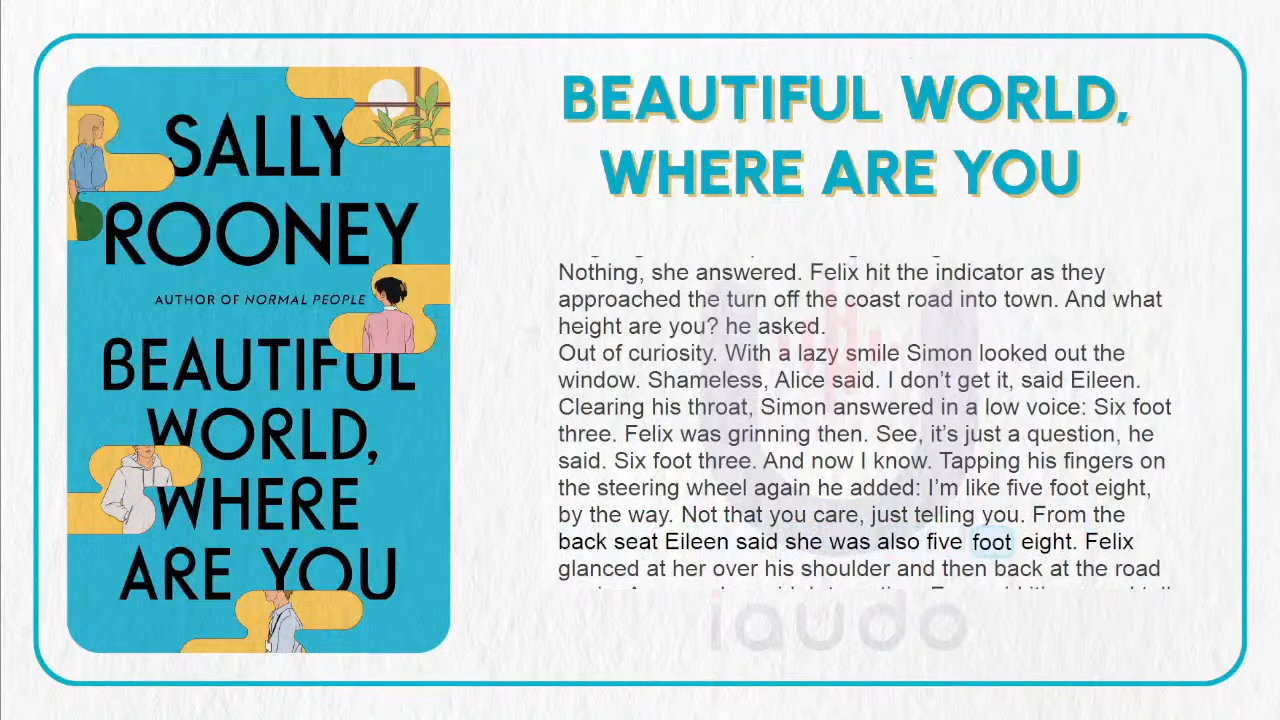 SALLY
ROONEY
AUTHOR OF NORMAL PEOPLE
BEAUTIFUL
WORLD,
WHERE
ARE YOU
BEAUTIFUL WORLD,
WHERE ARE YOU
Nothing, she answered. Felix hit the indicator as they
approached the turn off the coast road into town. And what
height are you? he asked.
Out of curiosity. With a lazy smile Simon looked out the
window. Shameless, Alice said. I don’t get it, said Eileen.
Clearing his throat, Simon answered in a low voice: Six foot
three. Felix was grinning then. See, it’s just a question, he
said. Six foot three. And now I know. Tapping his fingers on
the steering wheel again he added: I’m like five foot eight,
by the way. Not that you care, just telling you. From the
back seat Eileen said she was also five foot eight. Felix
glanced at her over his shoulder and then back at the road
iaudo